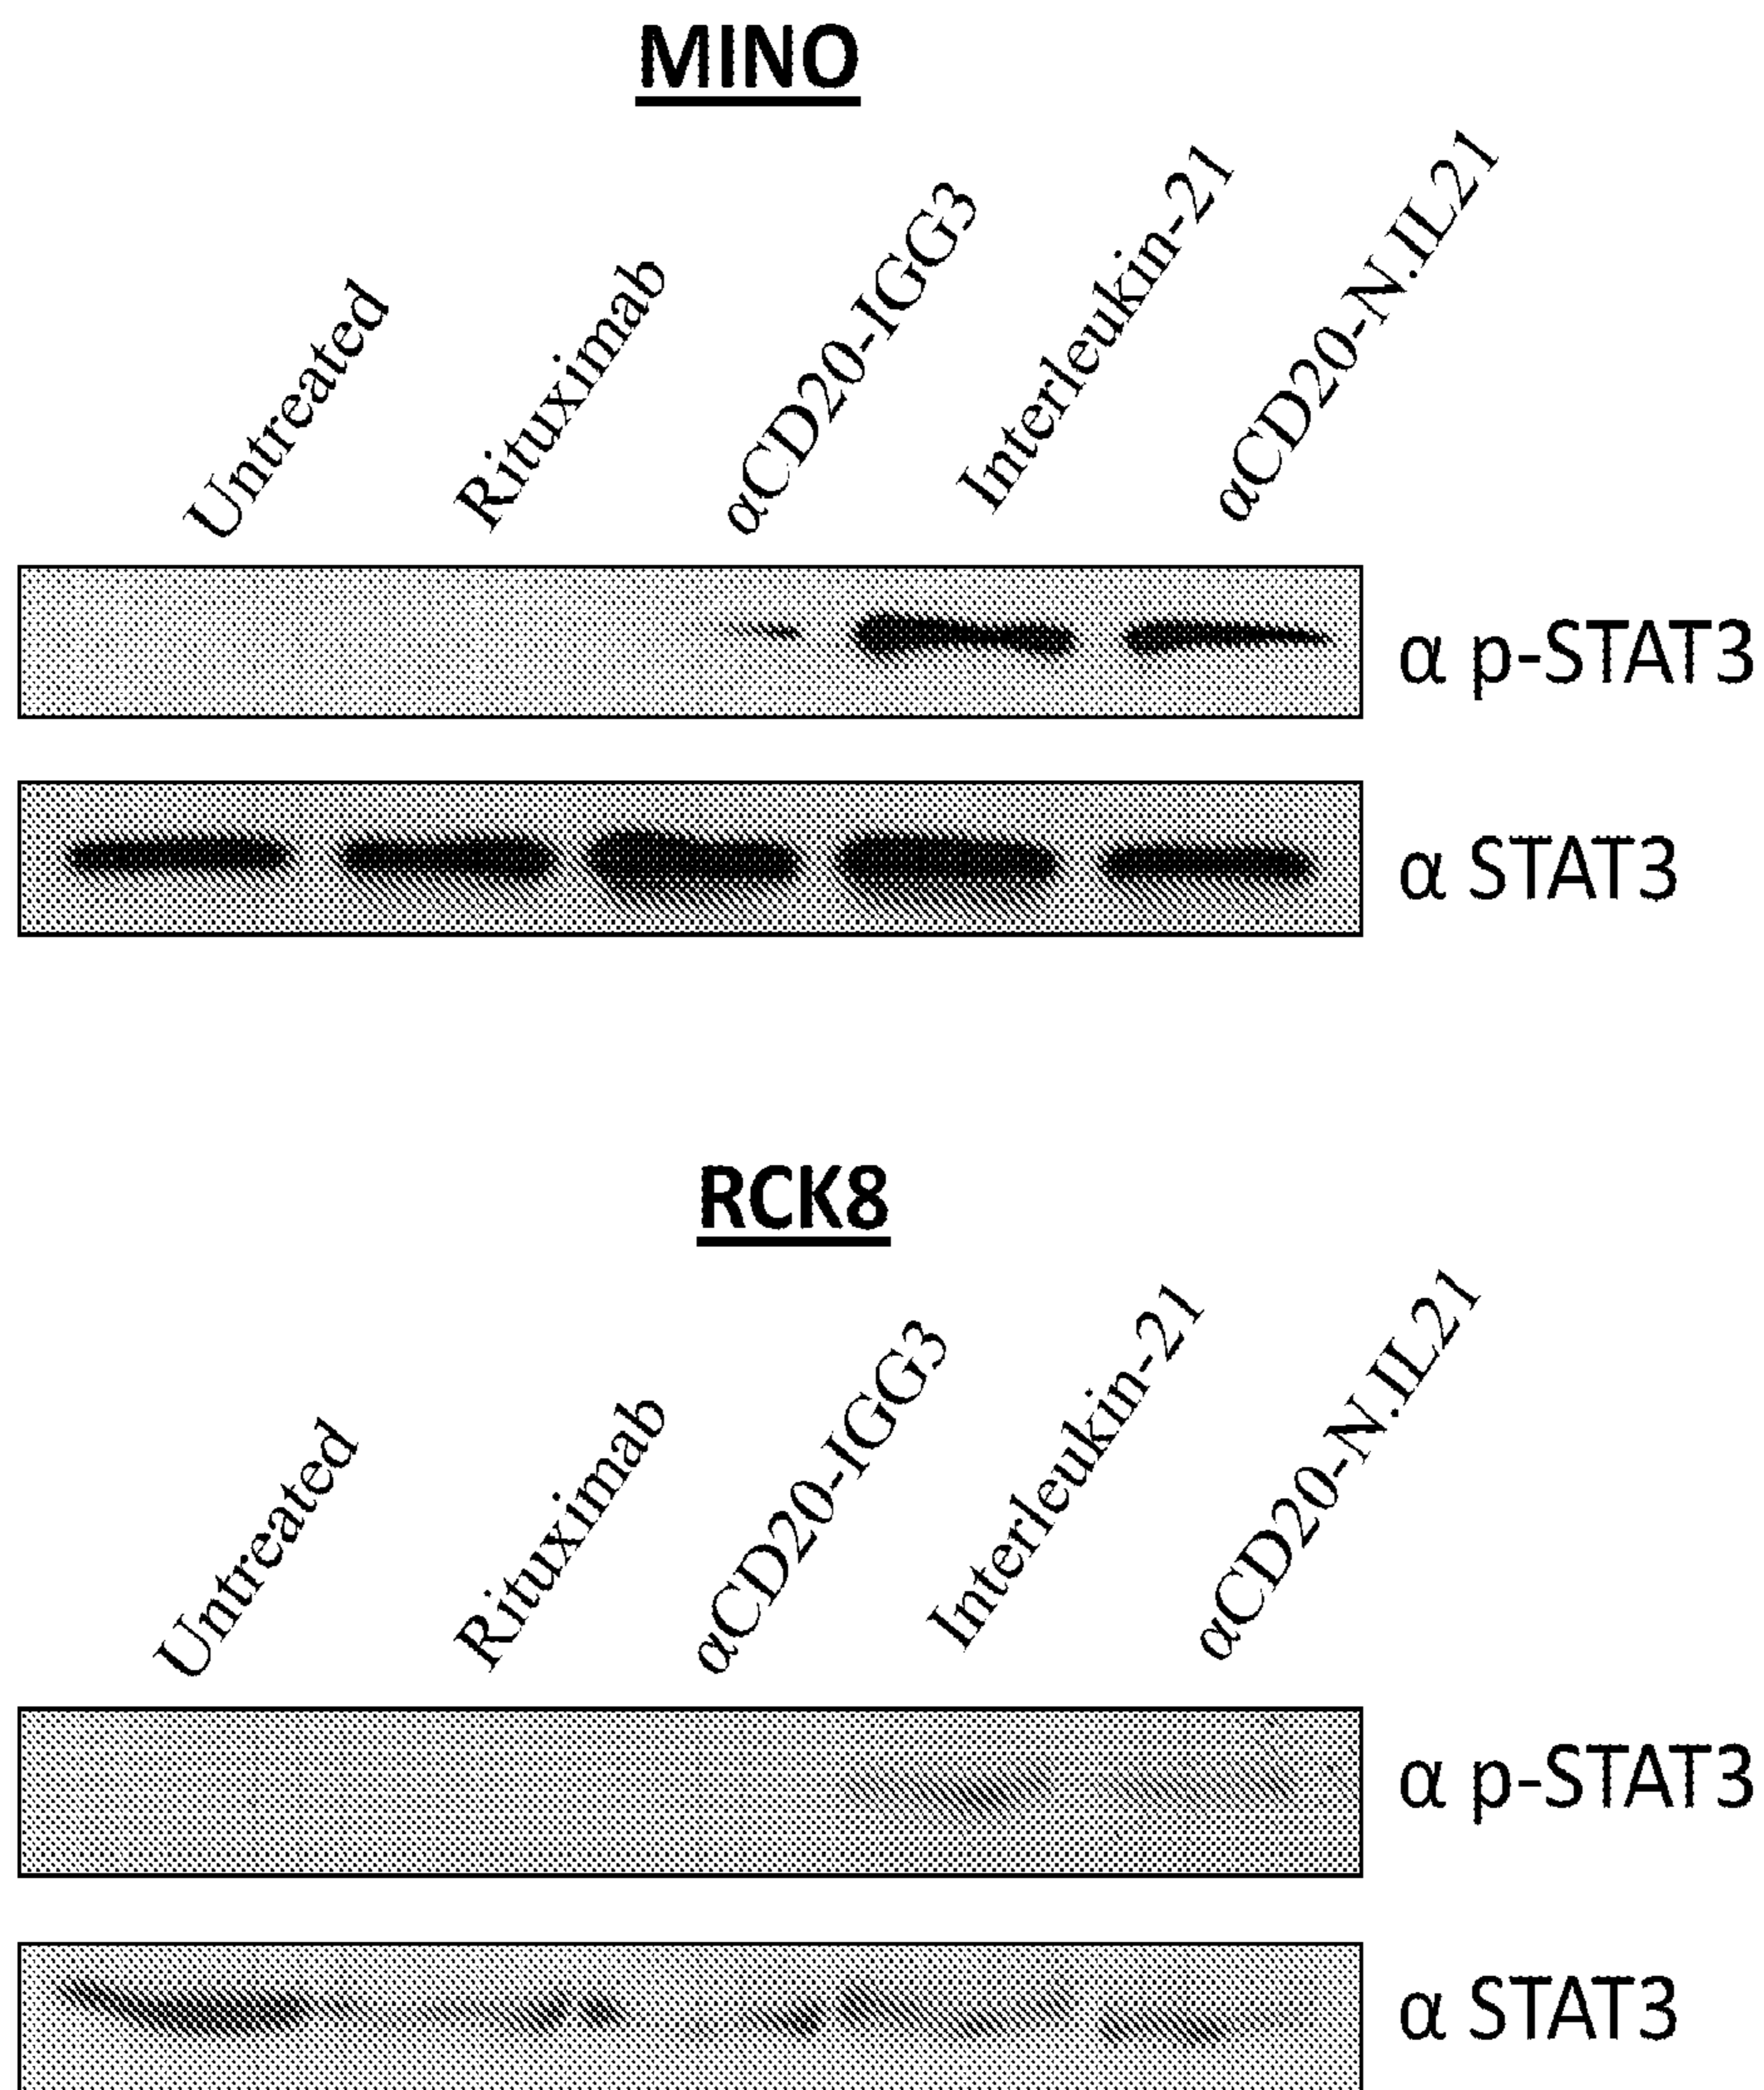 MINO
Untreated
Rituximab
αCD20-IGG3
Interleukin-21
αCD20-N.IL21
α p-STAT3
α STAT3
RCK8
Untreated
Rituximab
αCD20-IGG3
Interleukin-21
αCD20-N.IL21
α p-STAT3
α STAT3